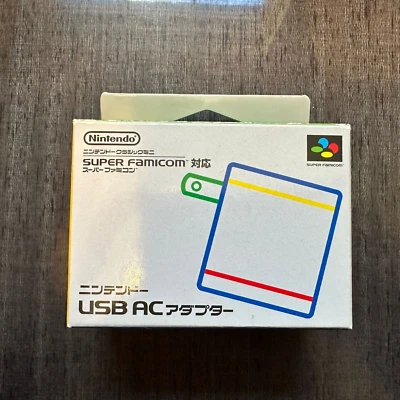 Nintendo
ニンテンドークラシックミニ
SUPER FAMICOM® 対応
スーパーファミコン
SUPER FAMICOM
ニンテンドー
USB ACアダプター